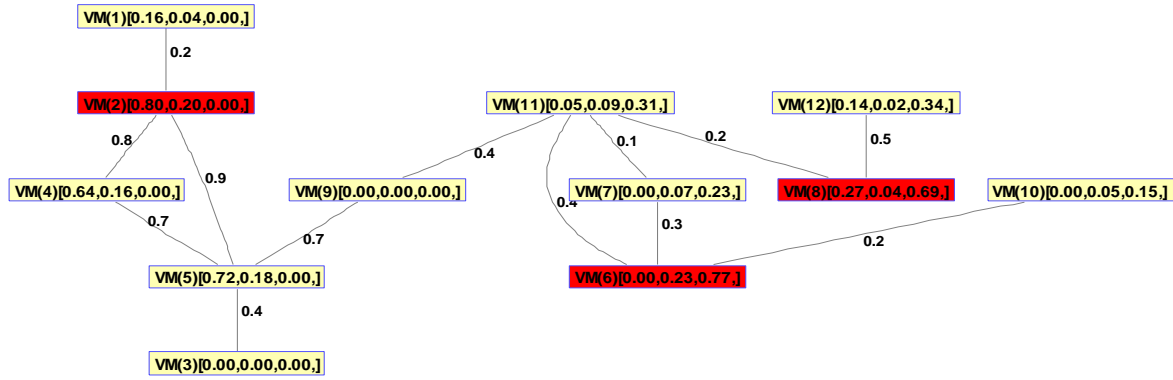 VM(1)[0.16,0.04,0.00,]
0.2
VM(2)[0.80,0.20,0.00,]
VM(11)[0.05,0.09,0.31,]
VM(12)[0.14,0.02,0.34,]
0.8
0.9
0.4
0.4
0.1
0.2
0.5
VM(4)[0.64,0.16,0.00,]
VM(9)[0.00,0.00,0.00,]
VM(7)[0.00,0.07,0.23,]
VM(8)[0.27,0.04,0.69,]
VM(10)[0.00,0.05,0.15,]
0.7
0.7
0.3
0.2
VM(5)[0.72,0.18,0.00,]
VM(6)[0.00,0.23,0.77,]
0.4
VM(3)[0.00,0.00,0.00,]